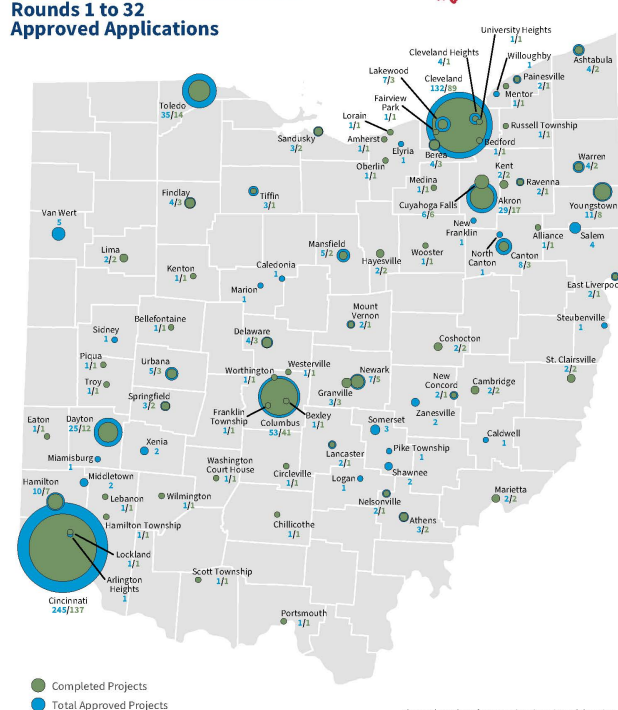 Rounds 1 to 32
Approved Applications
University Heights
1/1
Cleveland Heights
4/1
Willoughby
1
Ashtabula
4/2
Lakewood
7/3
Cleveland
132/89
Painesville
2/1
Mentor
1/1
Fairview
Park
1/1
Toledo
35/14
Sandusky
3/2
Lorain
1/1
Amherst
1/1
Oberlin
1/1
Elyria
1
Berea
4/3
Bedford
1/1
Russell Township
1/1
Warren
4/2
Kent
2/2
Ravenna
2/1
Medina
1/1
Cuyahoga Falls
6/6
Akron
29/17
Youngstown
11/8
Findlay
4/3
Tiffin
3/1
Van Wert
5
New
Franklin
1
North
Canton
1
Canton
8/3
Alliance
1/1
Salem
4
Lima
2/2
Mansfield
5/2
Hayesville
2/2
Wooster
1/1
Kenton
1/1
Caledonia
1
Marion
1
East Liverpoo
2/1
Steubenville
1
Mount
Vernon
2/1
Bellefontaine
1/1
Sidney
1
Delaware
4/3
Coshocton
2/2
St. Clairsville
2/2
Piqua
1/1
Urbana
5/3
Troy
1/1
Worthington
1/1
Westerville
1/1
Newark
7/5
Granville
3/3
New
Concord
2/1
Cambridge
2/2
Springfield
3/2
Zanesville
2
Franklin
Township
1/1
Columbus
53/41
Bexley
1/1
Eaton
1/1
Dayton
25/12
Somerset
3
Caldwell
1
Xenia
2
Miamisburg
1
Lancaster
2/1
Pike Township
1
Washington
Court House
1/1
Circleville
1/1
Logan
1
Shawnee
2
Middletown
2
Hamilton
10/7
Lebanon
1/1
Wilmington
1/1
Nelsonville
2/1
Marietta
2/2
Athens
3/2
Hamilton Township
1/1
Chillicothe
1/1
Lockland
1/1
Arlington
Heights
1
Scott Township
1/1
Cincinnati
245/137
Portsmouth
1/1
Completed Projects
Total Approved Projects